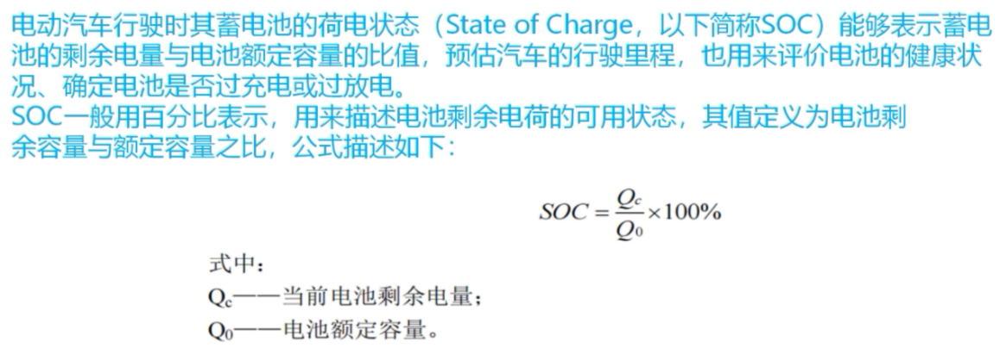 电动汽车行驶时其蓄电池的荷电状态（State of Charge，以下简称SOC）能够表示蓄电
池的剩余电量与电池额定容量的比值，预估汽车的行驶里程，也用来评价电池的健康状
况、确定电池是否过充电或过放电。
SOC一般用百分比表示，用来描述电池剩余电荷的可用状态，其值定义为电池剩
余容量与额定容量之比，公式描述如下：
SOC = Qc/Q0 ×100%
式中：
Qc——当前电池剩余电量；
Q0——电池额定容量。